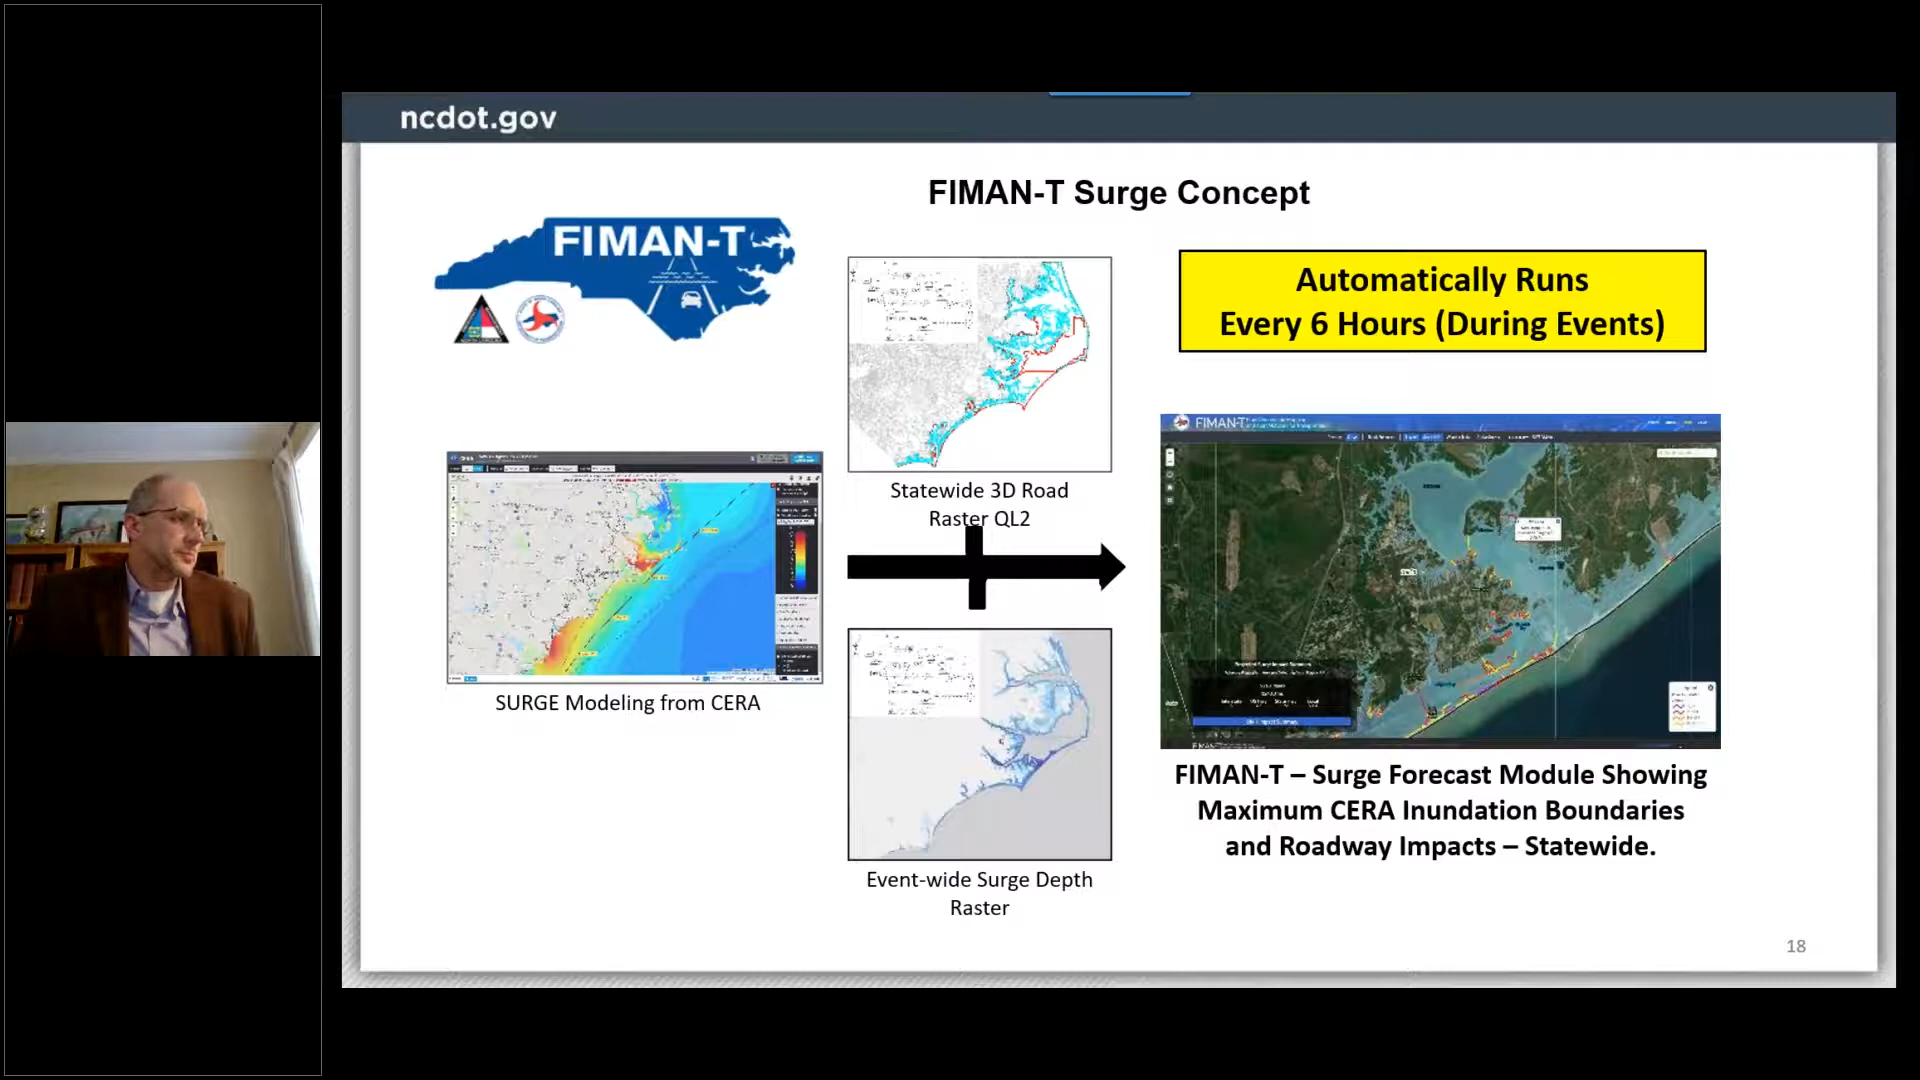 ncdot.gov
FIMAN-T Surge Concept
FIMAN-T
Automatically Runs
Every 6 Hours (During Events)
Statewide 3D Road
Raster QL2
SURGE Modeling from CERA
Event-wide Surge Depth
Raster
FIMAN-T
FIMAN-T – Surge Forecast Module Showing
Maximum CERA Inundation Boundaries
and Roadway Impacts – Statewide.
18